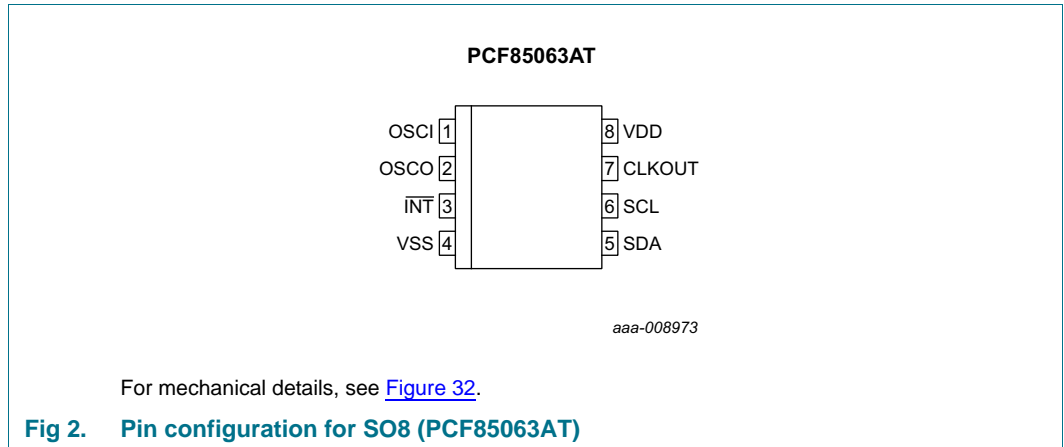 PCF85063AT
OSCI 1 8 VDD
OSCO 2 7 CLKOUT
INT 3 6 SCL
VSS 4 5 SDA
aaa-008973
For mechanical details, see Figure 32.
Fig 2. Pin configuration for SO8 (PCF85063AT)